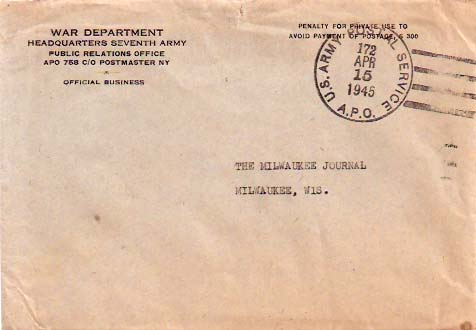 WAR DEPARTMENT
HEADQUARTERS SEVENTH ARMY
PUBLIC RELATIONS OFFICE
APO 758 C/O POSTMASTER NY
OFFICIAL BUSINESS
PENALTY FOR PRIVATE USE TO
AVOID PAYMENT OF POSTAGE, $ 300
U.S. ARMY POSTAL SERVICE
172
APR
15
1945
A.P.O.
THE MILWAUKEE JOURNAL
MILWAUKEE, WIS.